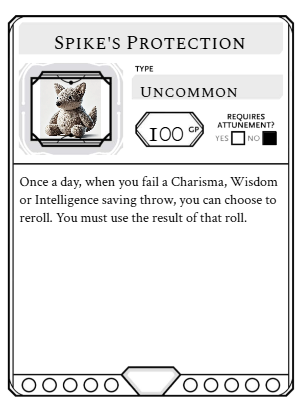 Spike's Protection
TYPE
Uncommon
100 GP
REQUIRES
ATTUNEMENT?
YES NO
Once a day, when you fail a Charisma, Wisdom
or Intelligence saving throw, you can choose to
reroll. You must use the result of that roll.